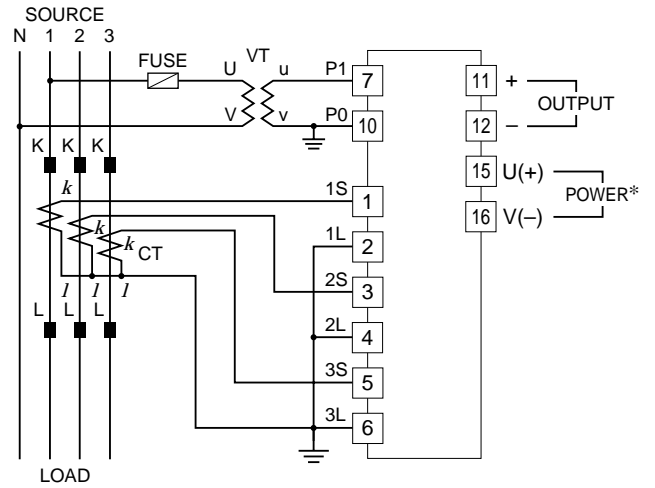 SOURCE
N 1 2 3
FUSE
U
VT
u
P1
7
11
+
OUTPUT
V
v
P0
10
12
–
K K K
15
U(+)
POWER*
k
1S
1
16
V(–)
k
k
CT
1L
2
2S
3
l l l
L L L
2L
4
3S
5
3L
6
LOAD